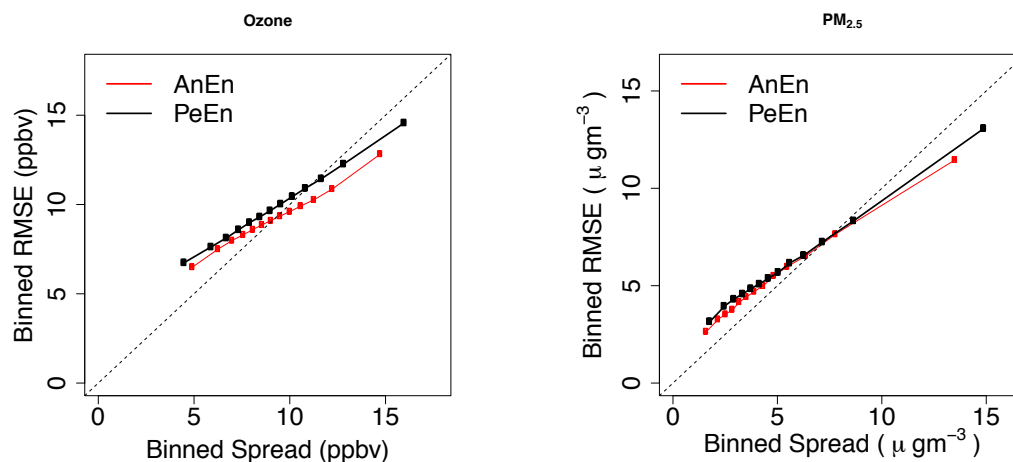 Ozone
AnEn
PeEn
Binned RMSE (ppbv)
0 5 10 15
0 5 10 15
Binned Spread (ppbv)
PM2.5
AnEn
PeEn
Binned RMSE ( μ gm−3 )
0 5 10 15
0 5 10 15
Binned Spread ( μ gm−3 )